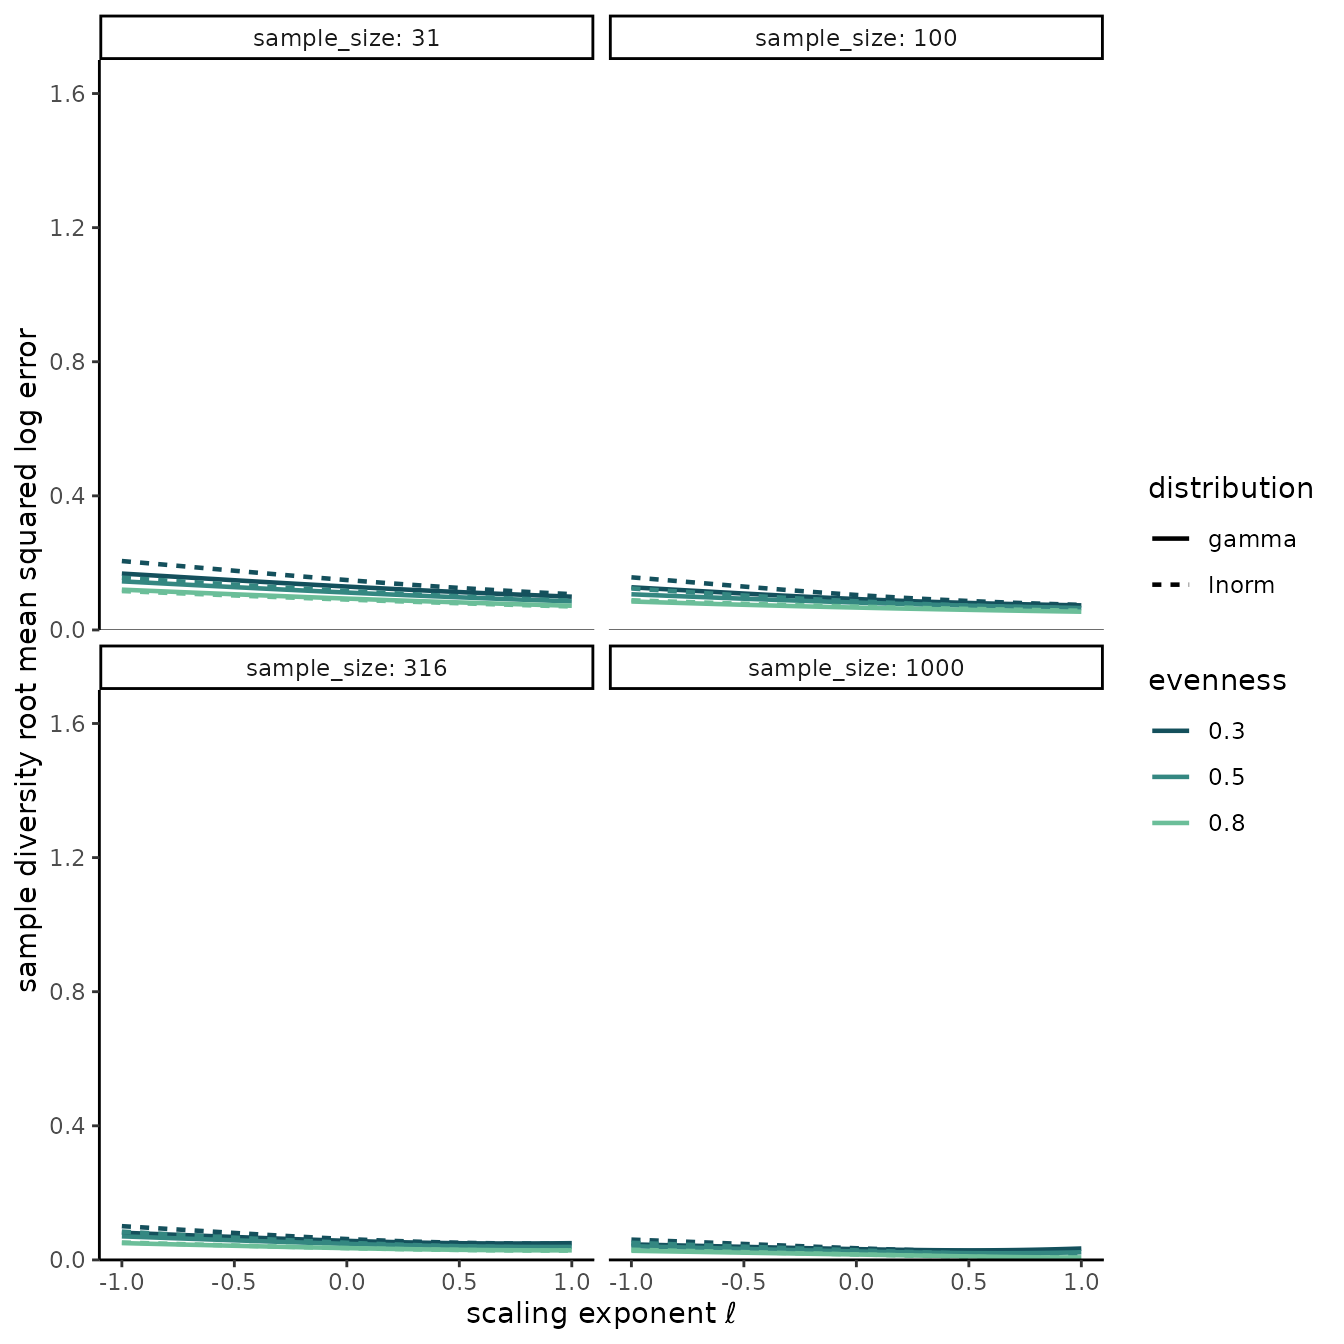 sample_size: 31
sample_size: 100
1.6
1.2
0.8
0.4
0.0
sample_size: 316
sample_size: 1000
1.6
1.2
0.8
0.4
0.0
-1.0 -0.5 0.0 0.5 1.0
-1.0 -0.5 0.0 0.5 1.0
scaling exponent ℓ
sample diversity root mean squared log error
distribution
gamma
lnorm
evenness
0.3
0.5
0.8